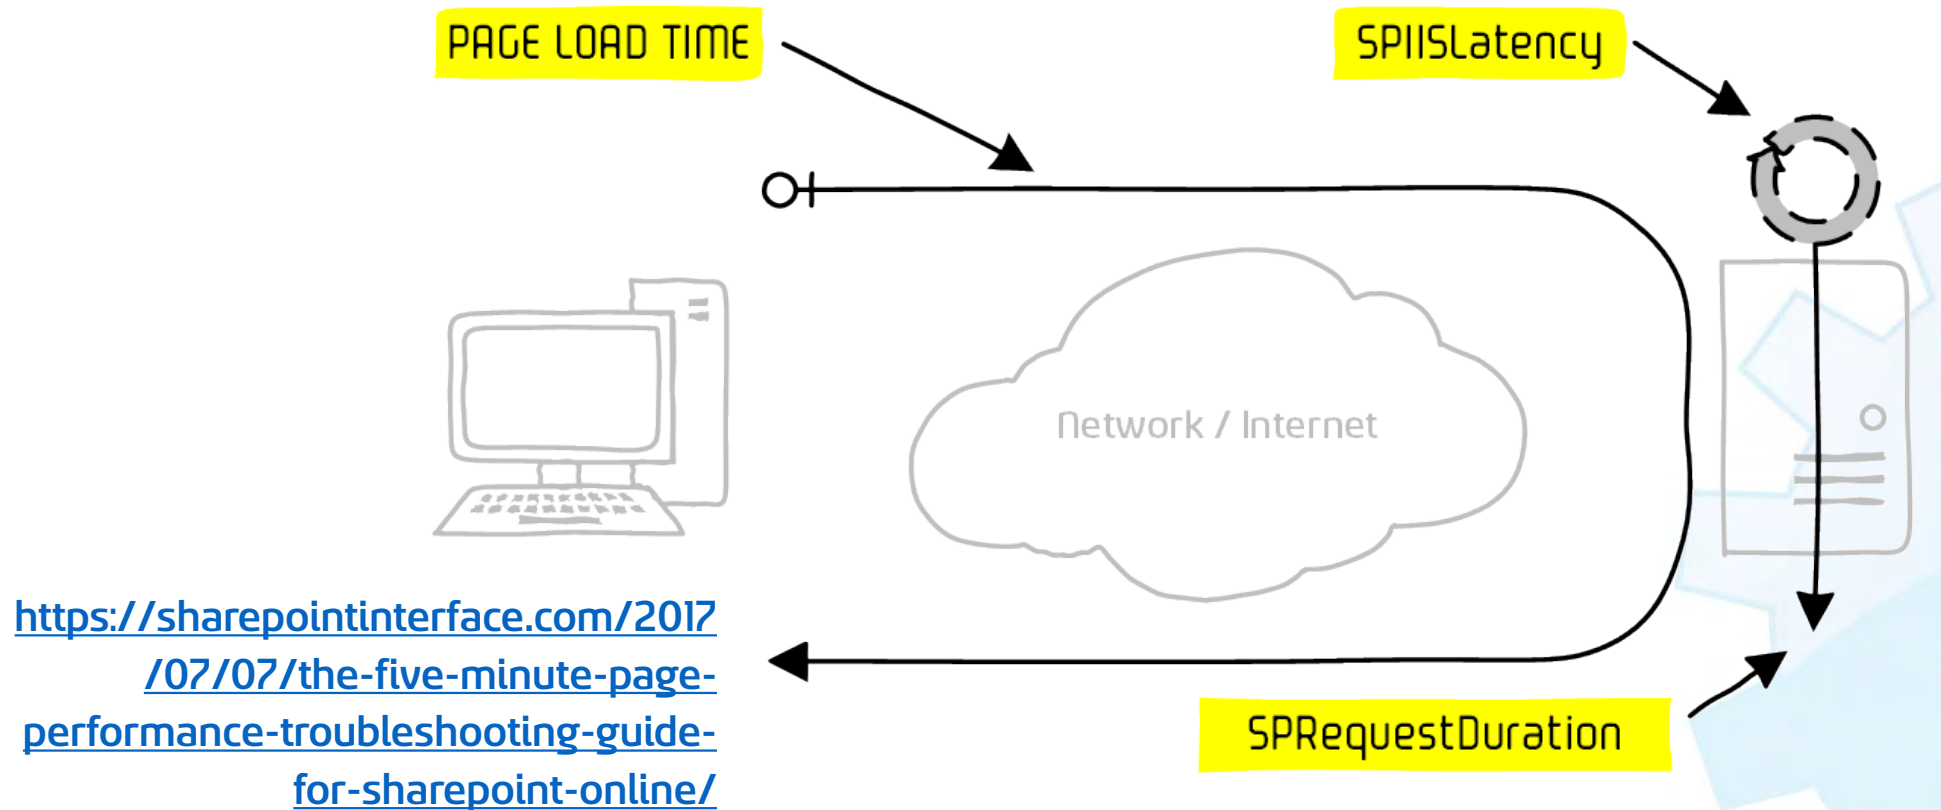 PAGE LOAD TIME
SPIISLatency
Network / Internet
https://sharepointinterface.com/2017
/07/07/the-five-minute-page-
performance-troubleshooting-guide-
for-sharepoint-online/
SPRequestDuration